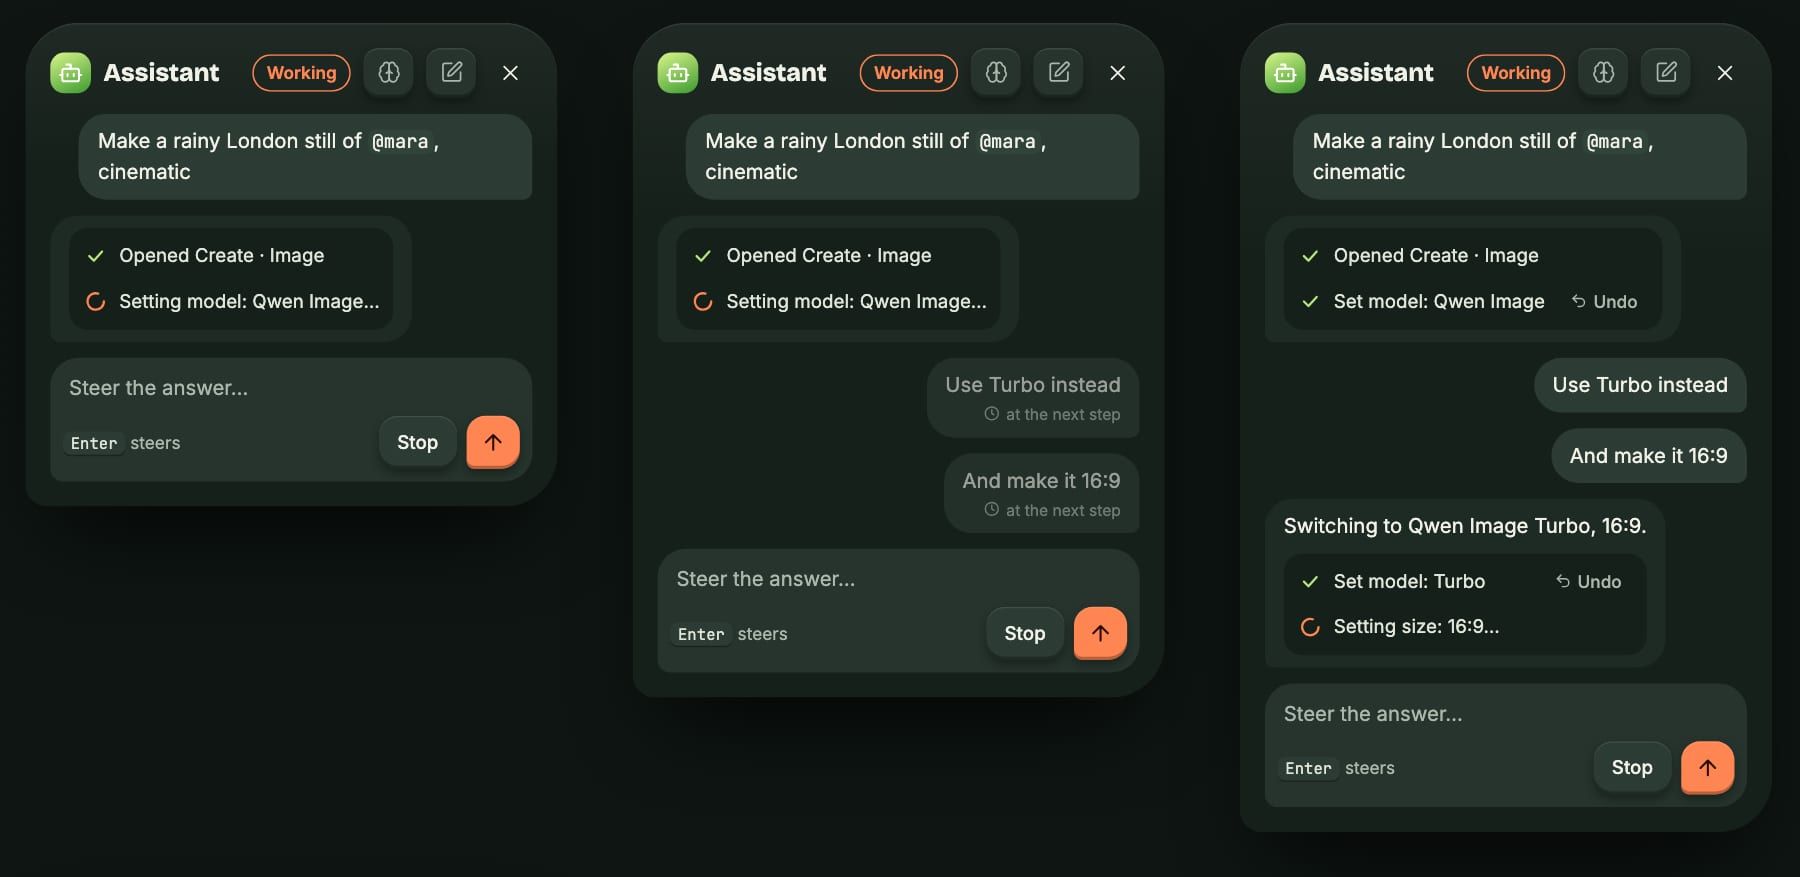 Assistant
Working
Make a rainy London still of @mara,
cinematic
Opened Create · Image
Setting model: Qwen Image...
Steer the answer...
Enter steers
Stop
Assistant
Working
Make a rainy London still of @mara,
cinematic
Opened Create · Image
Setting model: Qwen Image...
Use Turbo instead
at the next step
And make it 16:9
at the next step
Steer the answer...
Enter steers
Stop
Assistant
Working
Make a rainy London still of @mara,
cinematic
Opened Create · Image
Set model: Qwen Image Undo
Use Turbo instead
And make it 16:9
Switching to Qwen Image Turbo, 16:9.
Set model: Turbo Undo
Setting size: 16:9...
Steer the answer...
Enter steers
Stop